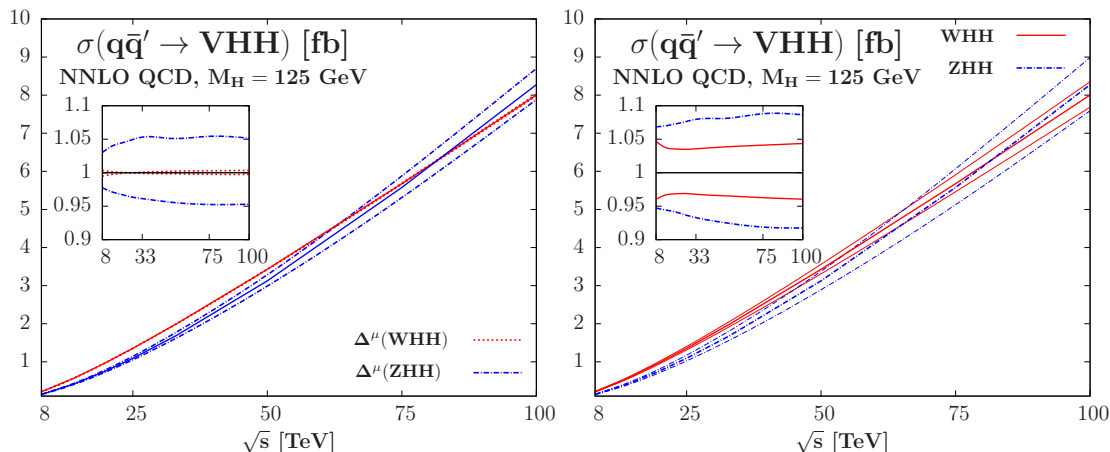 σ(qq̄′ → VHH) [fb]
NNLO QCD, M_H = 125 GeV
10
9
8
7
6
5
4
3
2
1
1.1
1.05
1
0.95
0.9
8 33 75 100
Δ^μ(WHH)
Δ^μ(ZHH)
8 25 50 75 100
√s [TeV]
σ(qq̄′ → VHH) [fb]
NNLO QCD, M_H = 125 GeV
WHH
ZHH
10
9
8
7
6
5
4
3
2
1
1.1
1.05
1
0.95
0.9
8 33 75 100
8 25 50 75 100
√s [TeV]